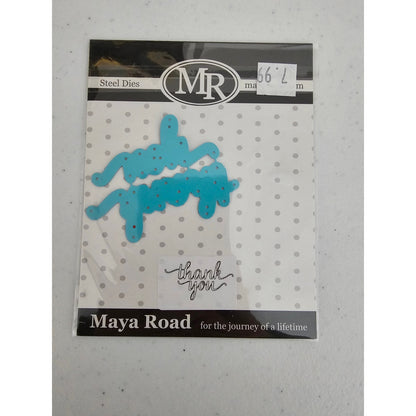 Steel Dies
MR
7.99
thank
you
Maya Road for the journey of a lifetime